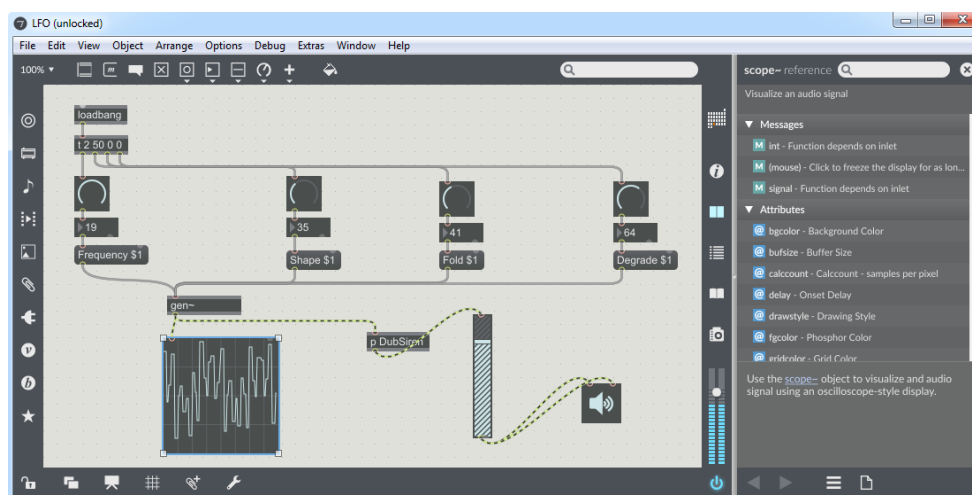 LFO (unlocked)
File Edit View Object Arrange Options Debug Extras Window Help
100%
scope~ reference
Visualize an audio signal
Messages
M int - Function depends on inlet
M (mouse) - Click to freeze the display for as lon...
M signal - Function depends on inlet
Attributes
@ bgcolor - Background Color
@ bufsize - Buffer Size
@ calccount - Calccount - samples per pixel
@ delay - Onset Delay
@ drawstyle - Drawing Style
@ fgcolor - Phosphor Color
@ gridcolor - Grid Color
Use the scope~ object to visualize and audio
signal using an oscilloscope-style display.
loadbang
t 2 50 0 0
19
35
41
64
Frequency $1
Shape $1
Fold $1
Degrade $1
gen~
p DubSiren